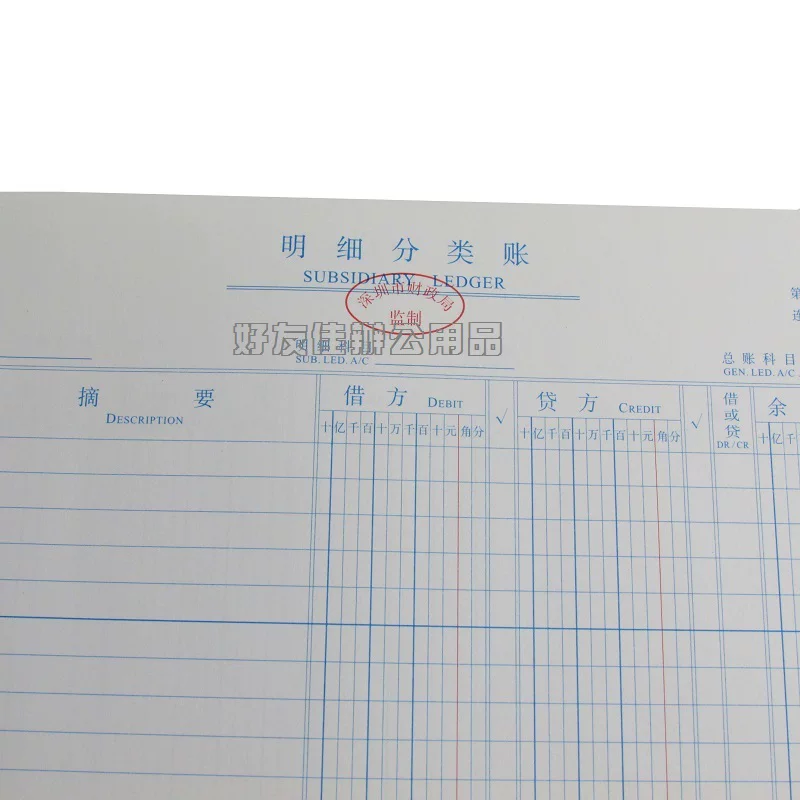 明细分类账
SUBSIDIARY LEDGER
深圳市财政局
监制
第
好友佳辦公用品
明细科目
SUB. LED. A/C
总账科目
GEN. LED. A/C
摘 要
DESCRIPTION
借 方 DEBIT
√
贷 方 CREDIT
√
借或贷
DR/CR
余
十亿千百十万千百十元角分
十亿千百十万千百十元角分
十亿千